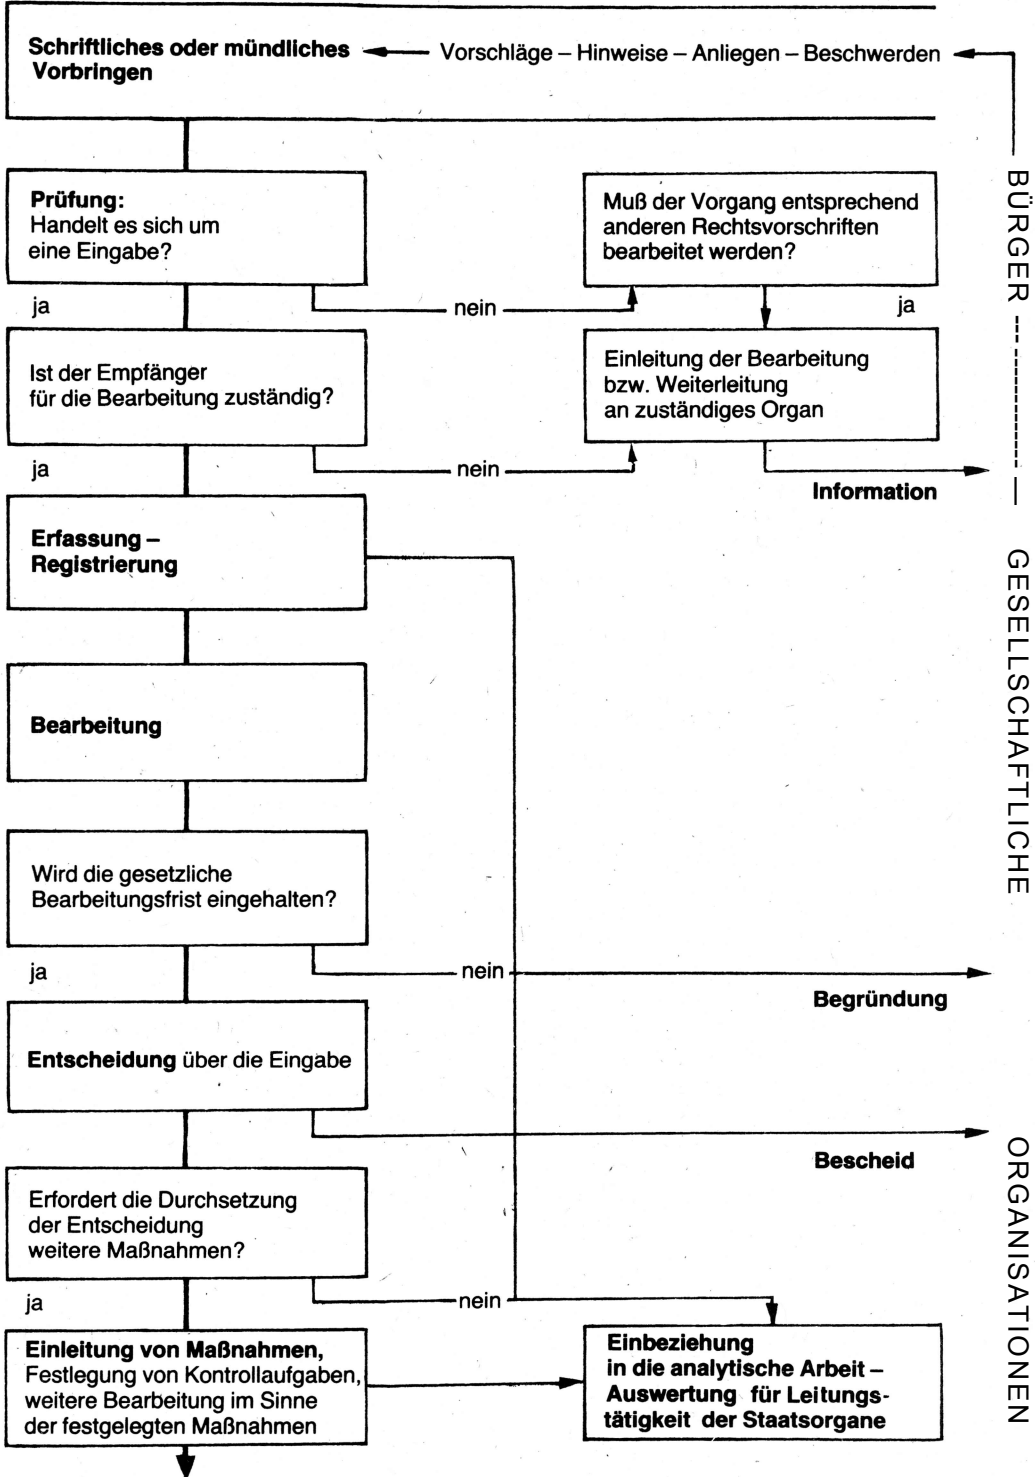 Schriftliches oder mündliches
Vorbringen
Vorschläge – Hinweise – Anliegen – Beschwerden
Prüfung:
Handelt es sich um
eine Eingabe?
Muß der Vorgang entsprechend
anderen Rechtsvorschriften
bearbeitet werden?
ja
nein
ja
Ist der Empfänger
für die Bearbeitung zuständig?
Einleitung der Bearbeitung
bzw. Weiterleitung
an zuständiges Organ
ja
nein
Information
Erfassung –
Registrierung
Bearbeitung
Wird die gesetzliche
Bearbeitungsfrist eingehalten?
ja
nein
Begründung
Entscheidung über die Eingabe
Bescheid
Erfordert die Durchsetzung
der Entscheidung
weitere Maßnahmen?
ja
nein
Einleitung von Maßnahmen,
Festlegung von Kontrollaufgaben,
weitere Bearbeitung im Sinne
der festgelegten Maßnahmen
Einbeziehung
in die analytische Arbeit –
Auswertung für Leitungs-
tätigkeit der Staatsorgane
BÜRGER
GESELLSCHAFTLICHE
ORGANISATIONEN